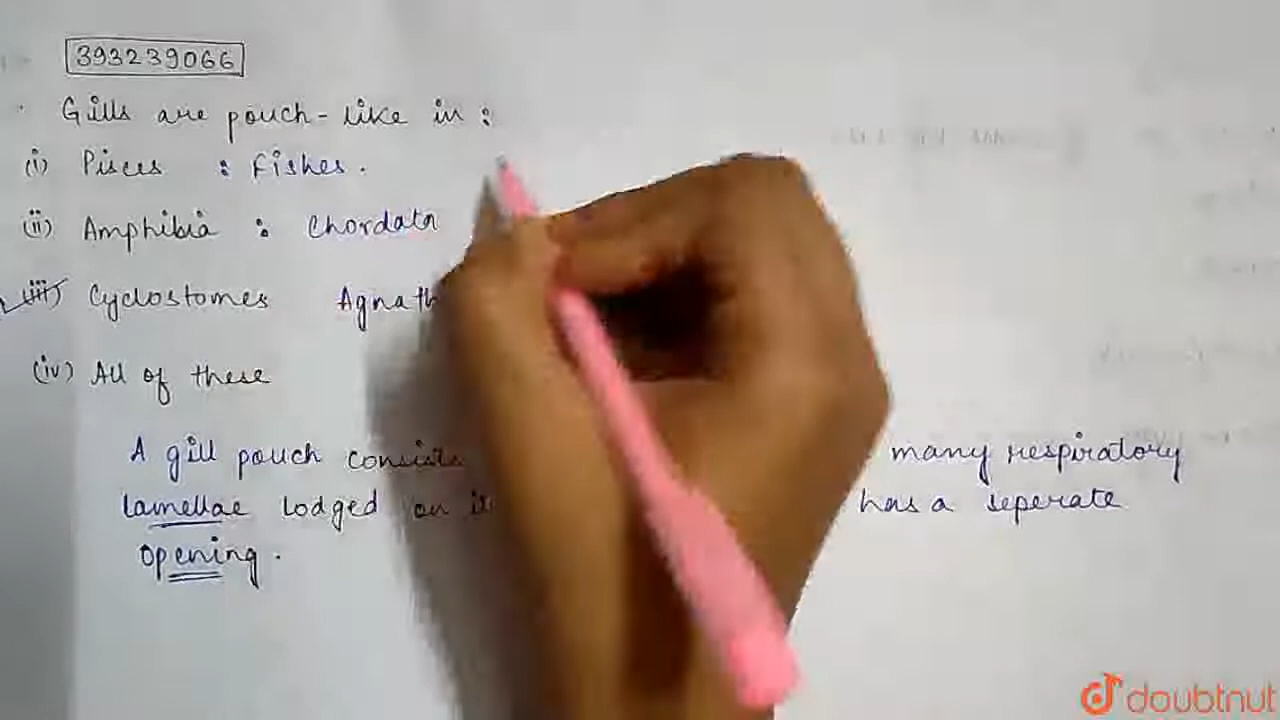 393239066
Gills are pouch-like in :
(i) Pisces : Fishes.
(ii) Amphibia : Chordata
(iii) Cyclostomes Agnath
(iv) All of these
A gill pouch consists many respiratory
lamellae lodged on has a seperate
opening.
doubtnut